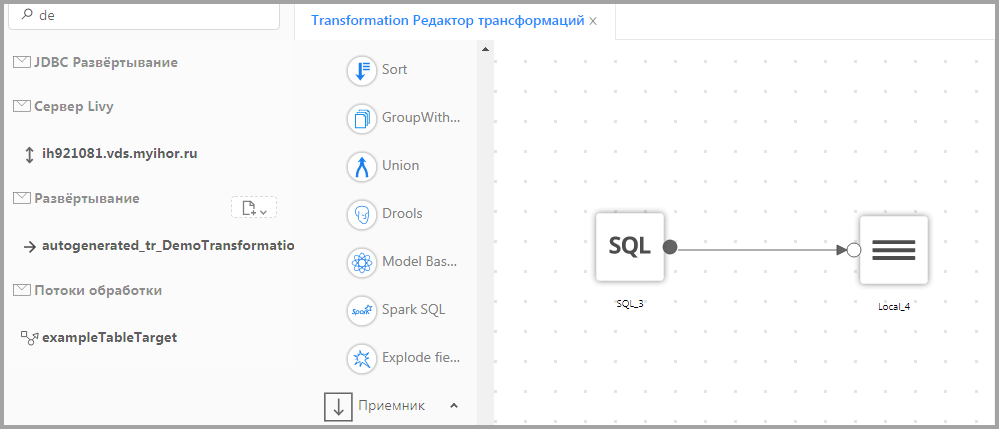 de
JDBC Развёртывание
Сервер Livy
ih921081.vds.myihor.ru
Развёртывание
autogenerated_tr_DemoTransformatio
Потоки обработки
exampleTableTarget
Transformation Редактор трансформаций x
Sort
GroupWith...
Union
Drools
Model Bas...
Spark
Spark SQL
Explode fie...
Приемник
SQL
SQL_3
Local_4